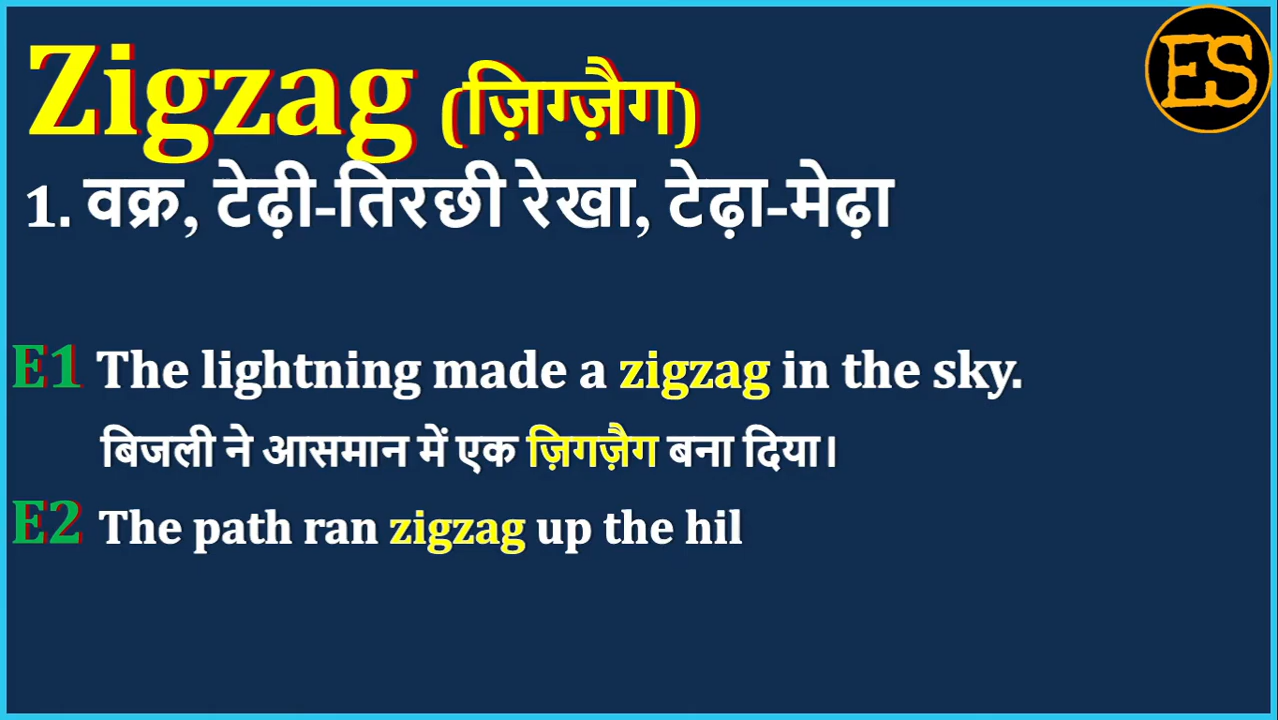 Zigzag (ज़िग्ज़ैग)
ES
1. वक्र, टेढ़ी-तिरछी रेखा, टेढ़ा-मेढ़ा
E1 The lightning made a zigzag in the sky.
बिजली ने आसमान में एक ज़िगज़ैग बना दिया।
E2 The path ran zigzag up the hil